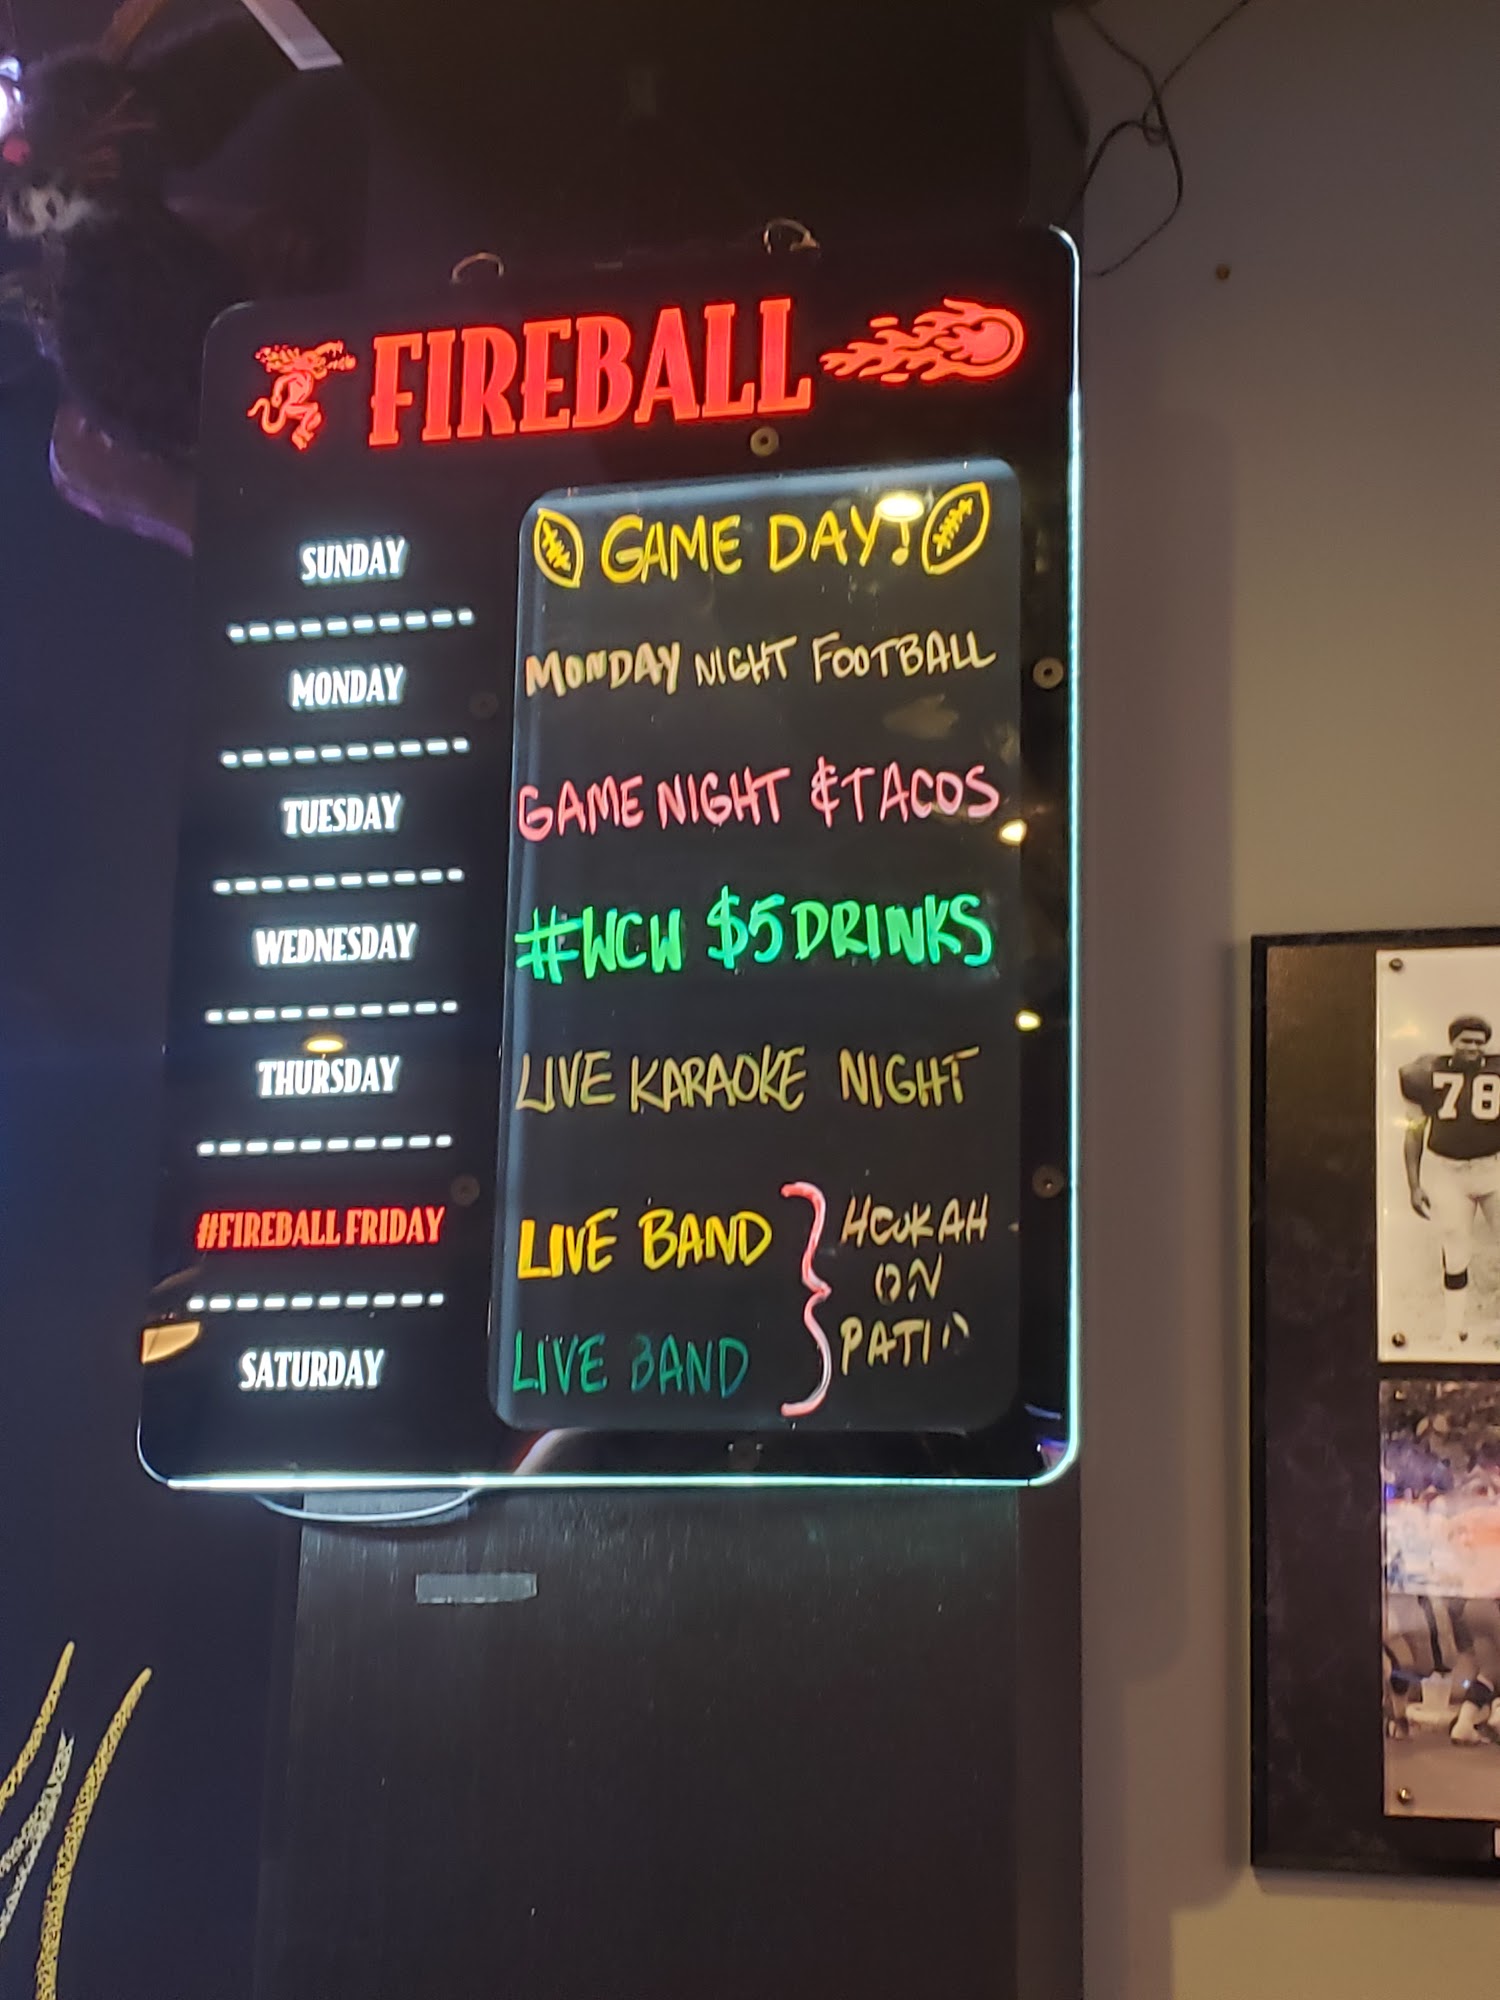 FIREBALL
SUNDAY GAME DAY!
MONDAY MONDAY NIGHT FOOTBALL
TUESDAY GAME NIGHT & TACOS
WEDNESDAY #WCW $5 DRINKS
THURSDAY LIVE KARAOKE NIGHT
#FIREBALL FRIDAY LIVE BAND
SATURDAY LIVE BAND
HOOKAH
ON
PATIO
78